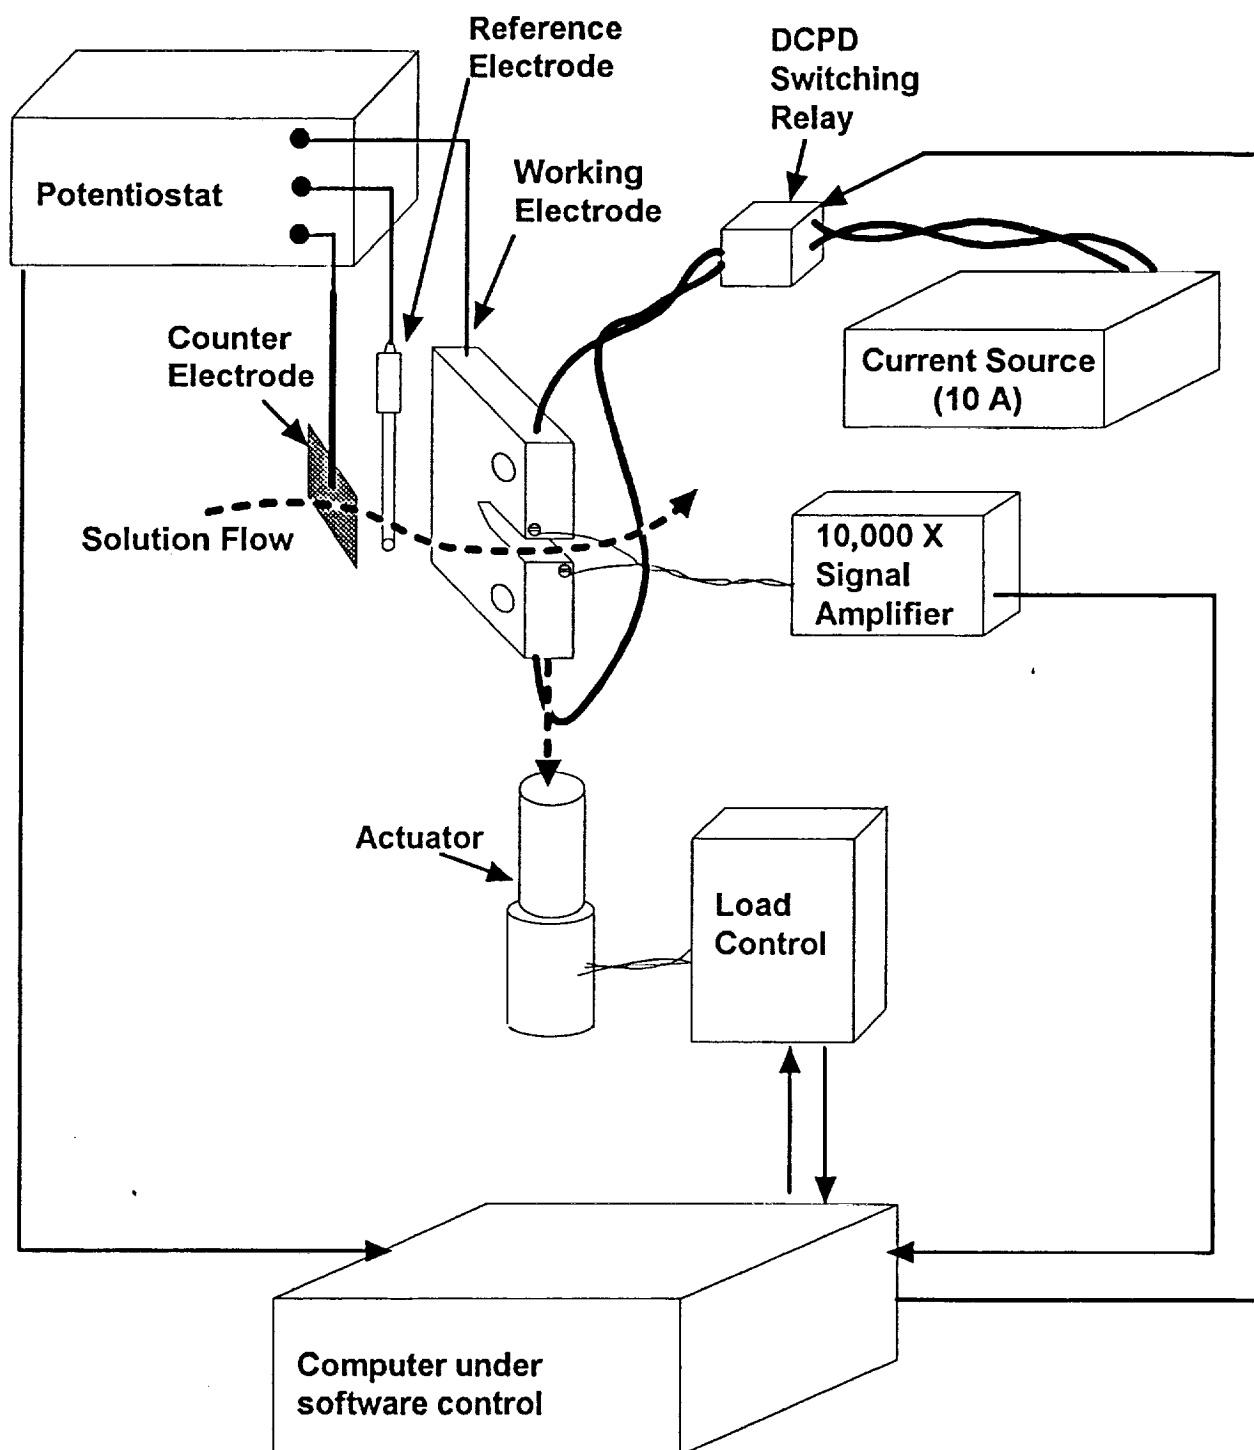 Reference
Electrode
DCPD
Switching
Relay
Potentiostat
Working
Electrode
Counter
Electrode
Current Source
(10 A)
Solution Flow
10,000 X
Signal
Amplifier
Actuator
Load
Control
Computer under
software control